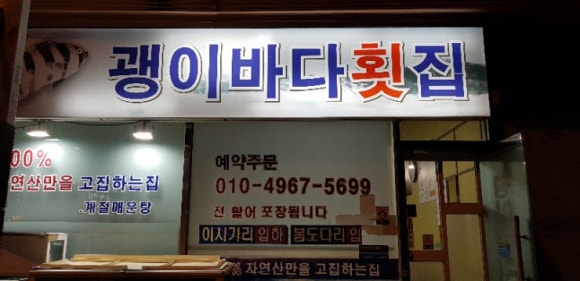 괭이바다횟집
00%
자연산만을 고집하는집
계절매운탕
예약주문
010-4967-5699
전 알어 포장됩니다
이시가리 입하 봄도다리 입
% 자연산만을 고집하는집